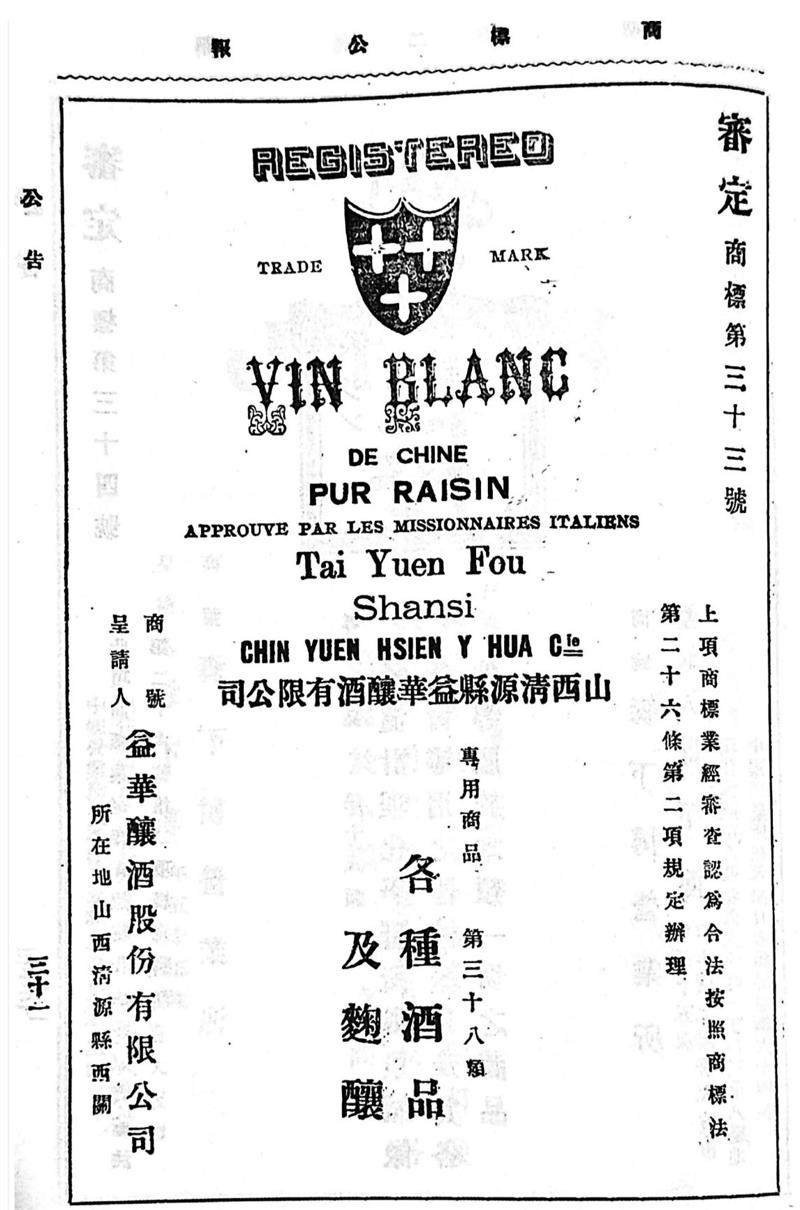 商標公報
審定商標第三十三號
上項商標業經審查認爲合法按照商標法
第二十六條第二項規定辦理
REGISTERED
TRADE MARK
VIN BLANC
DE CHINE
PUR RAISIN
APPROUVE PAR LES MISSIONNAIRES ITALIENS
Tai Yuen Fou
Shansi
CHIN YUEN HSIEN Y HUA Cie
山西清源縣益華釀酒有限公司
專用商品 第三十八類
各種酒品
及麴釀
商號
呈請人
益華釀酒股份有限公司
所在地山西淸源縣西關
公告
三十一